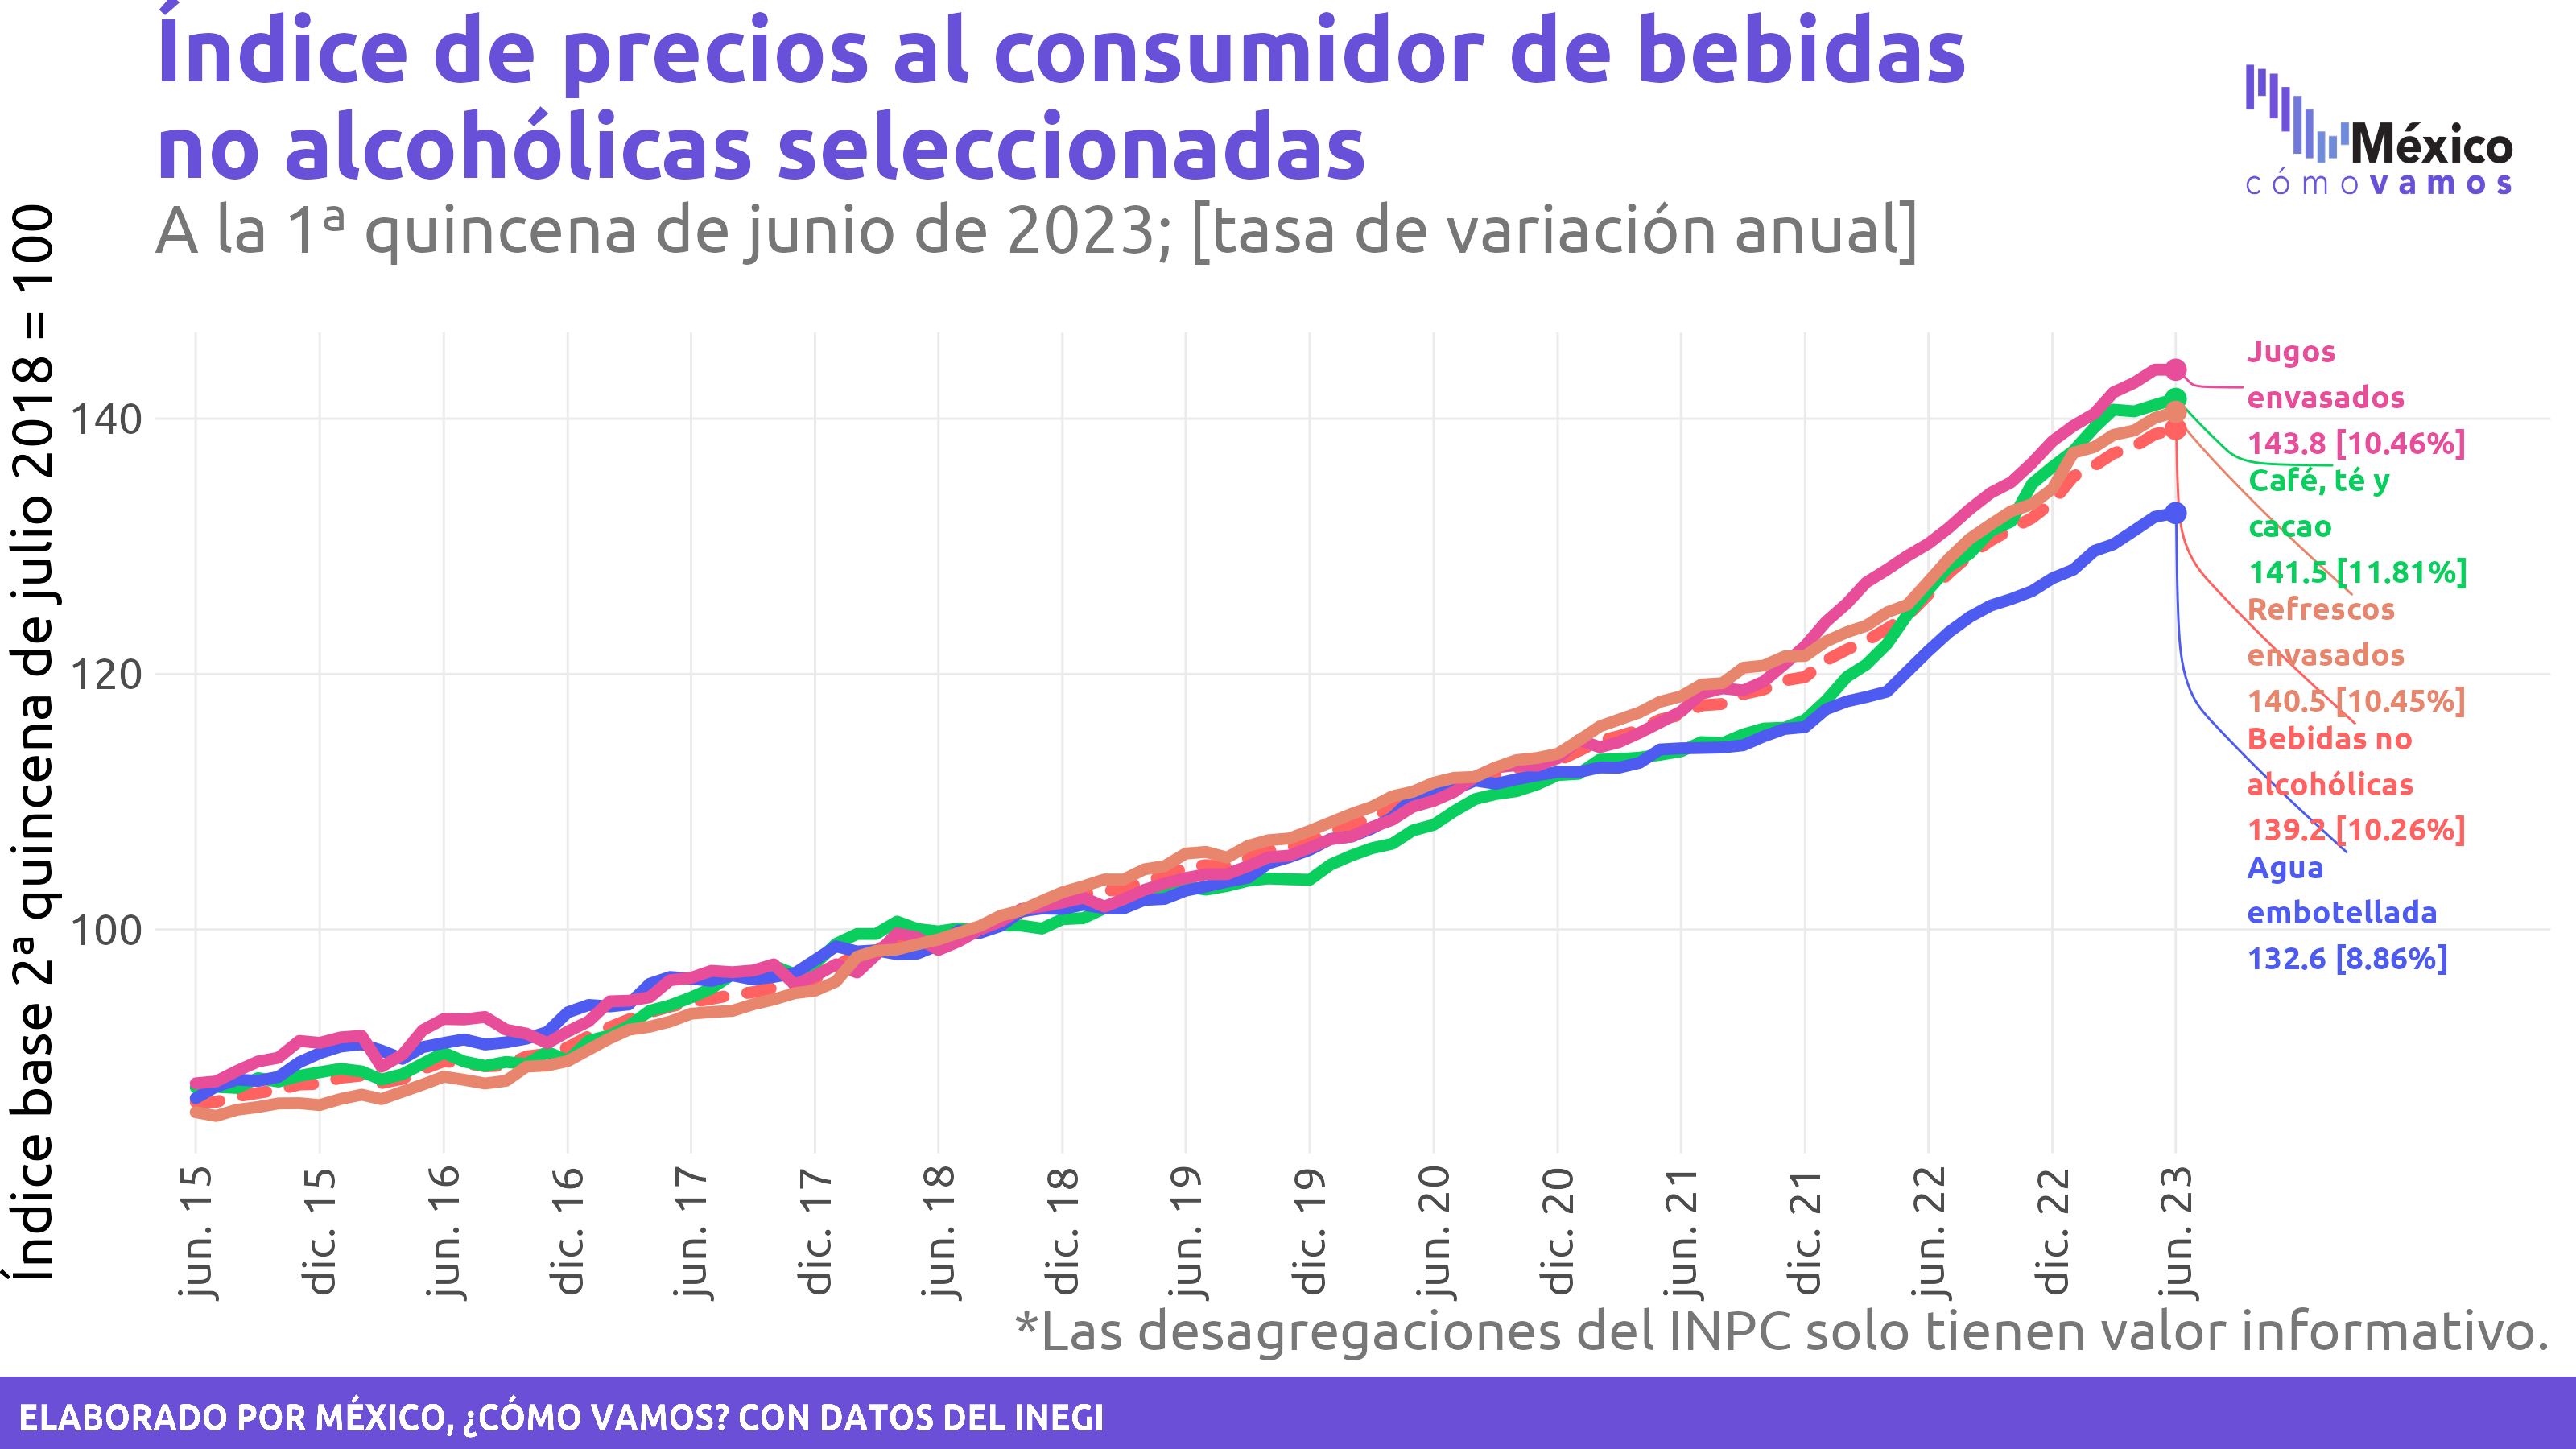 Índice de precios al consumidor de bebidas
no alcohólicas seleccionadas
A la 1ª quincena de junio de 2023; [tasa de variación anual]
México
cómo vamos
Índice base 2ª quincena de julio 2018 = 100
140
120
100
Jugos
envasados
143.8 [10.46%]
Café, té y
cacao
141.5 [11.81%]
Refrescos
envasados
140.5 [10.45%]
Bebidas no
alcohólicas
139.2 [10.26%]
Agua
embotellada
132.6 [8.86%]
jun. 15
dic. 15
jun. 16
dic. 16
jun. 17
dic. 17
jun. 18
dic. 18
jun. 19
dic. 19
jun. 20
dic. 20
jun. 21
dic. 21
jun. 22
dic. 22
jun. 23
*Las desagregaciones del INPC solo tienen valor informativo.
ELABORADO POR MÉXICO, ¿CÓMO VAMOS? CON DATOS DEL INEGI